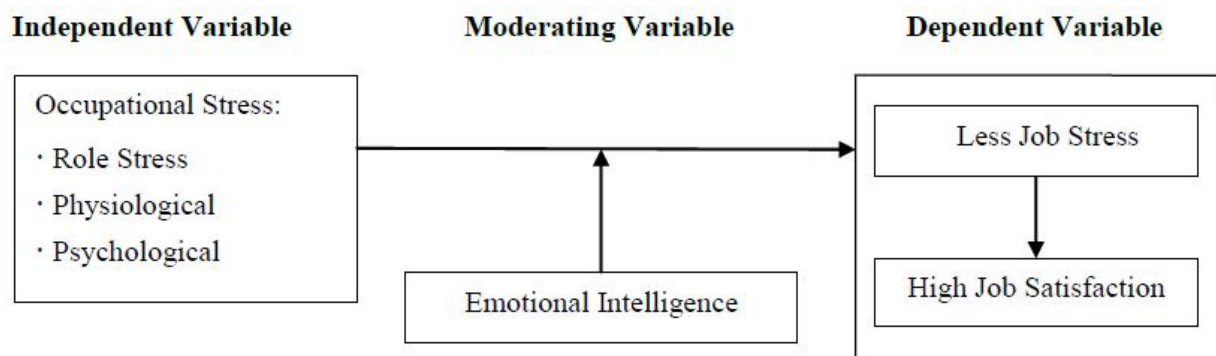 Independent Variable
Moderating Variable
Dependent Variable
Occupational Stress:
· Role Stress
· Physiological
· Psychological
Emotional Intelligence
Less Job Stress
High Job Satisfaction